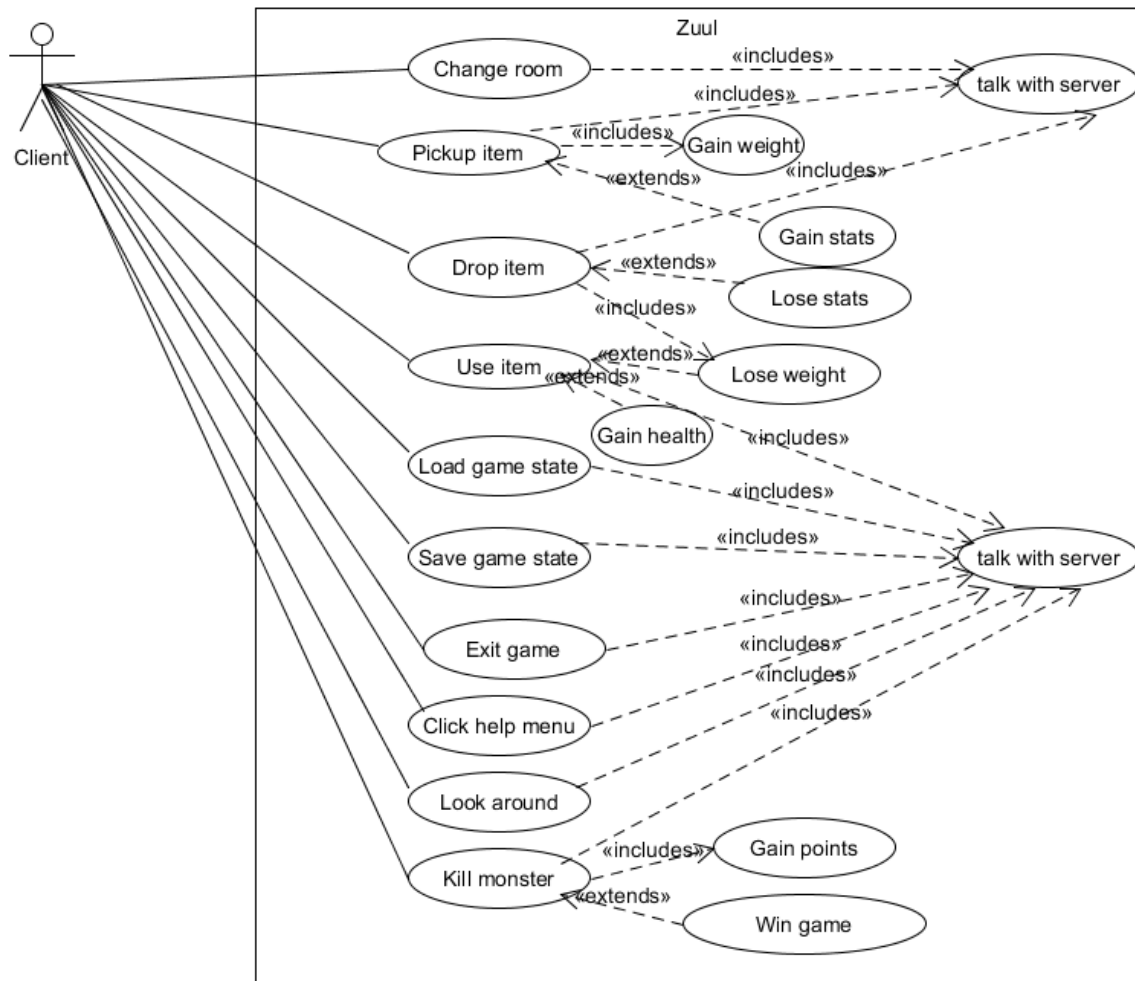 Zuul
Client
Change room
«includes»
talk with server
«includes»
Pickup item
«includes»
Gain weight
«includes»
«extends»
Gain stats
Drop item
«extends»
Lose stats
«includes»
Use item
«extends»
Lose weight
«extends»
Gain health
«includes»
Load game state
«includes»
Save game state
«includes»
talk with server
Exit game
«includes»
«includes»
Click help menu
«includes»
«includes»
Look around
Kill monster
«includes»
Gain points
«extends»
Win game